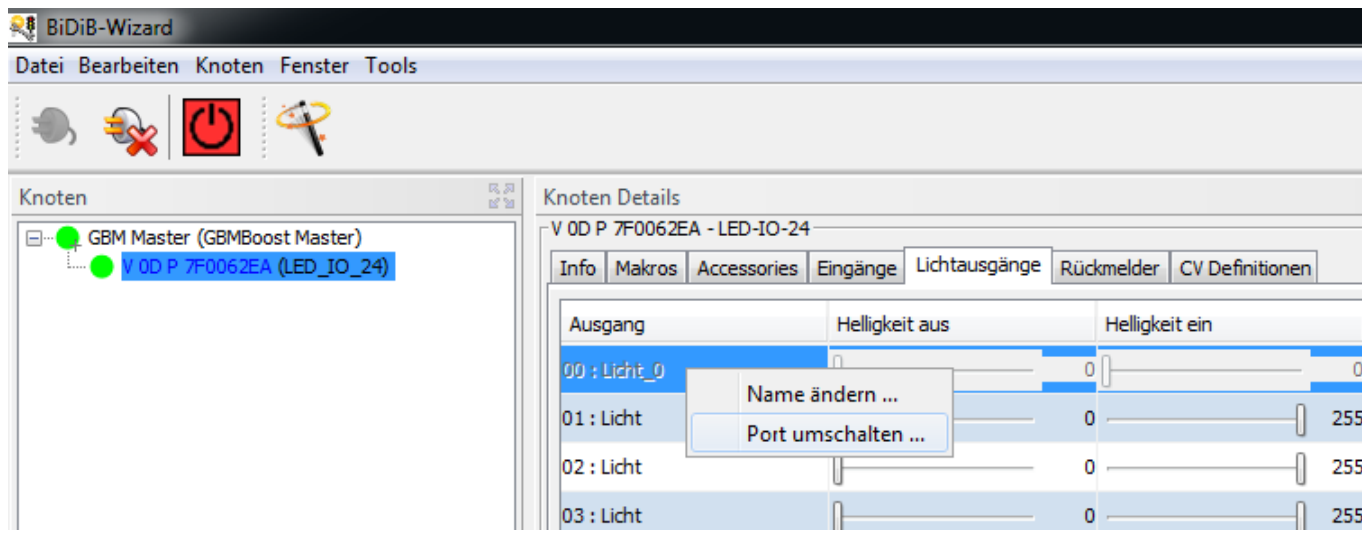 BiDiB-Wizard
Datei Bearbeiten Knoten Fenster Tools
Knoten
GBM Master (GBMBoost Master)
V 0D P 7F0062EA (LED_IO_24)
Knoten Details
V 0D P 7F0062EA - LED-IO-24
Info Makros Accessories Eingänge Lichtausgänge Rückmelder CV Definitionen
Ausgang Helligkeit aus Helligkeit ein
00 : Licht_0 0 0
Name ändern ...
01 : Licht 0 255
Port umschalten ...
02 : Licht 0 255
03 : Licht 0 255